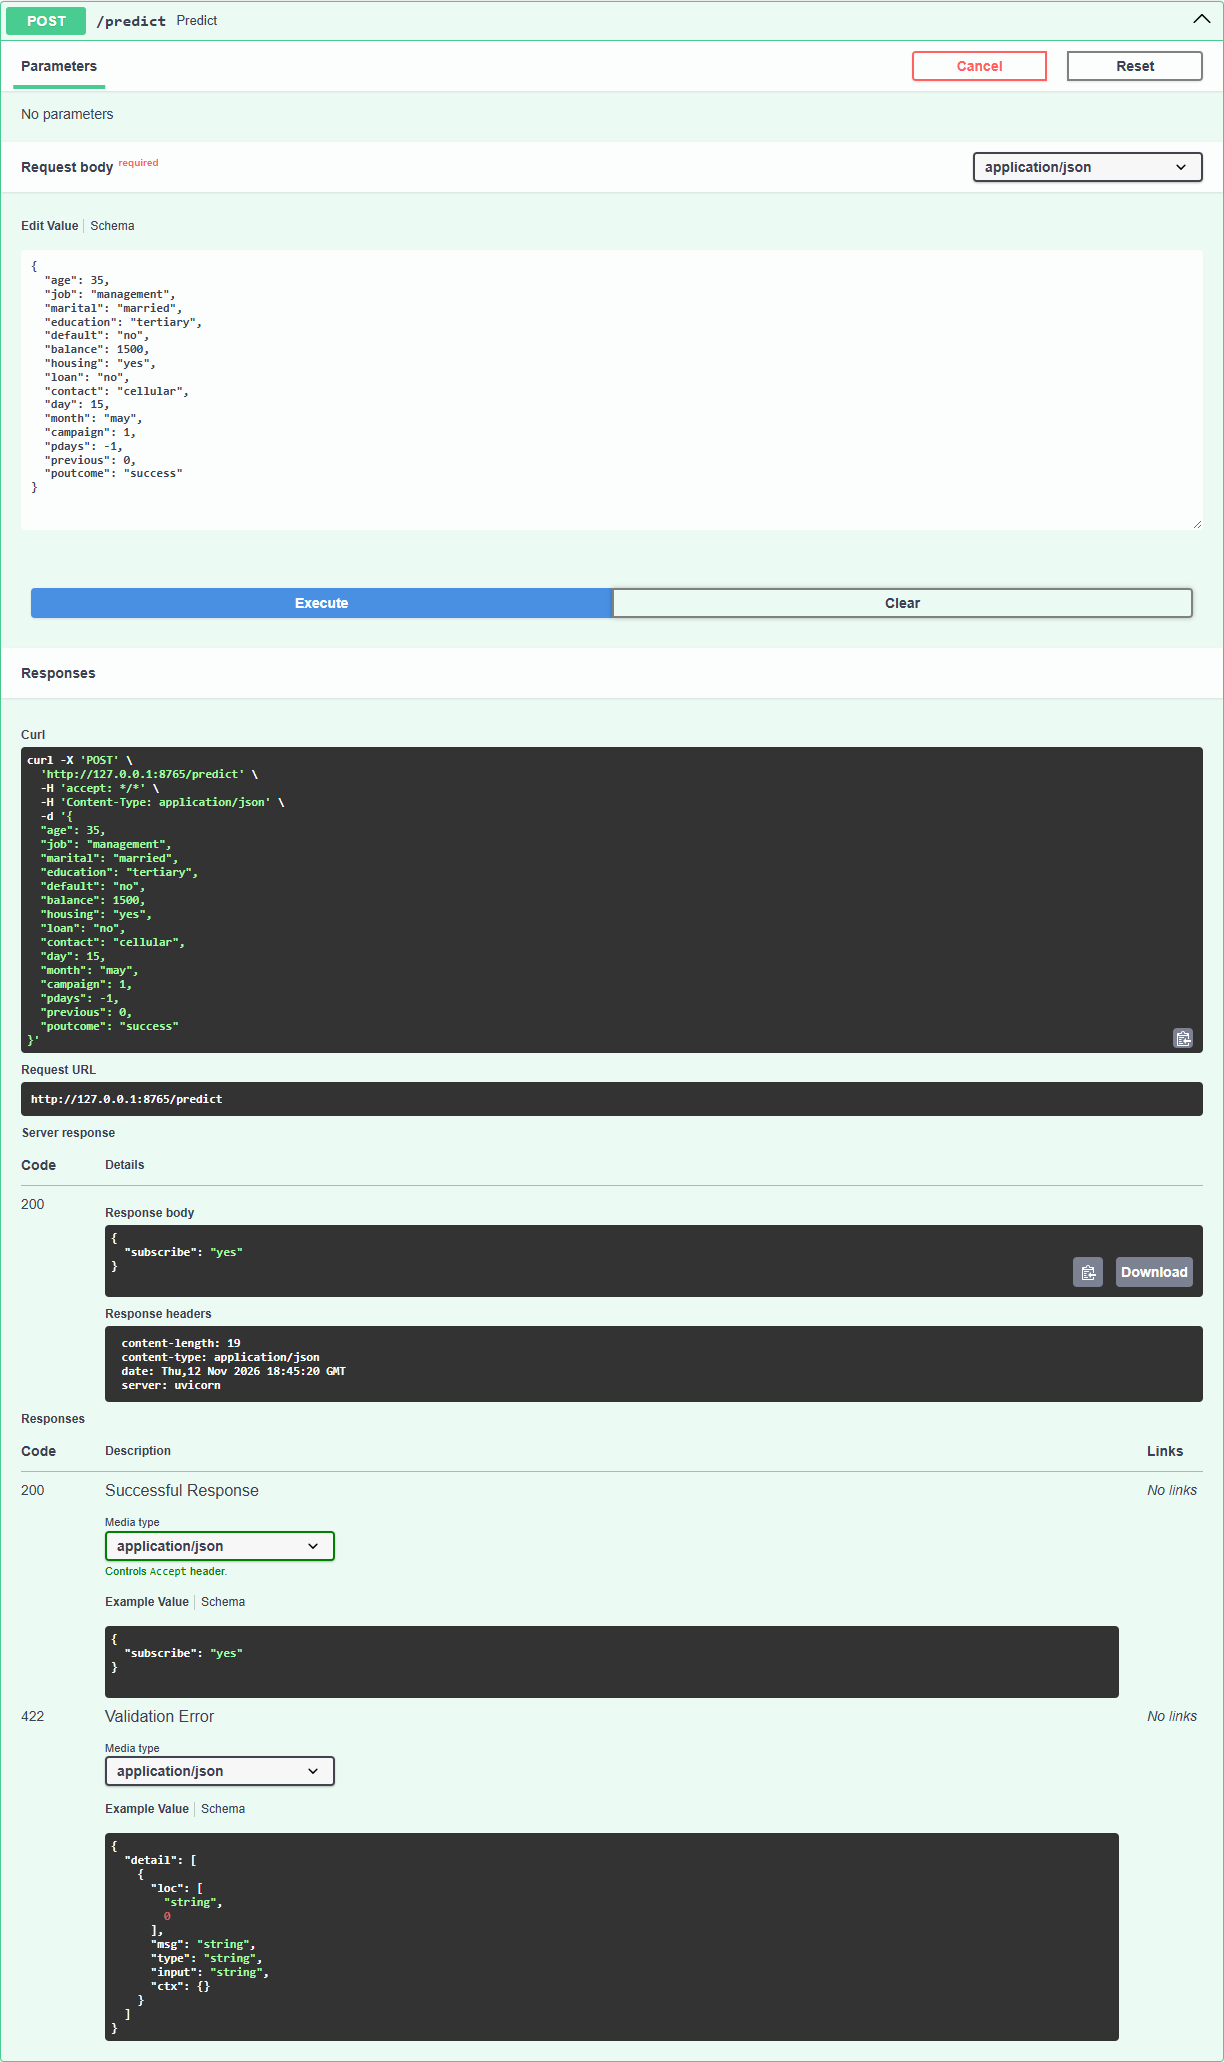 POST /predict Predict
Parameters
Cancel
Reset
No parameters
Request body required
application/json
Edit Value | Schema
{
  "age": 35,
  "job": "management",
  "marital": "married",
  "education": "tertiary",
  "default": "no",
  "balance": 1500,
  "housing": "yes",
  "loan": "no",
  "contact": "cellular",
  "day": 15,
  "month": "may",
  "campaign": 1,
  "pdays": -1,
  "previous": 0,
  "poutcome": "success"
}
Execute
Clear
Responses
Curl
curl -X 'POST' \
  'http://127.0.0.1:8765/predict' \
  -H 'accept: */*' \
  -H 'Content-Type: application/json' \
  -d '{
  "age": 35,
  "job": "management",
  "marital": "married",
  "education": "tertiary",
  "default": "no",
  "balance": 1500,
  "housing": "yes",
  "loan": "no",
  "contact": "cellular",
  "day": 15,
  "month": "may",
  "campaign": 1,
  "pdays": -1,
  "previous": 0,
  "poutcome": "success"
}'
Request URL
http://127.0.0.1:8765/predict
Server response
Code Details
200
Response body
{
  "subscribe": "yes"
}
Download
Response headers
content-length: 19
content-type: application/json
date: Thu,12 Nov 2026 18:45:20 GMT
server: uvicorn
Responses
Code Description Links
200 Successful Response No links
Media type
application/json
Controls Accept header.
Example Value | Schema
{
  "subscribe": "yes"
}
422 Validation Error No links
Media type
application/json
Example Value | Schema
{
  "detail": [
    {
      "loc": [
        "string",
        0
      ],
      "msg": "string",
      "type": "string",
      "input": "string",
      "ctx": {}
    }
  ]
}